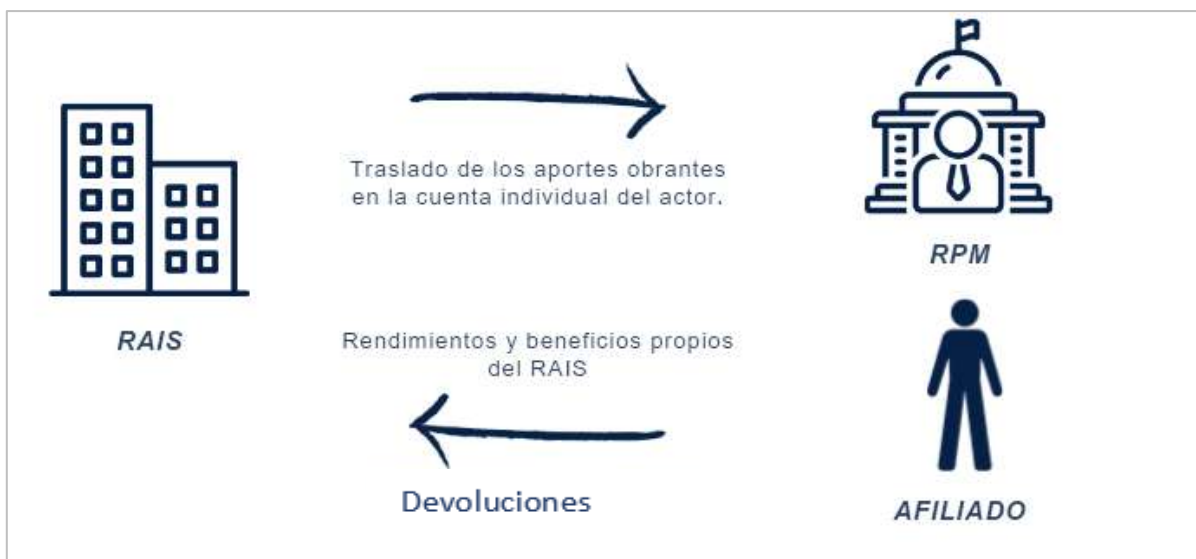 Traslado de los aportes obrantes
en la cuenta individual del actor.
RPM
RAIS
Rendimientos y beneficios propios
del RAIS
Devoluciones
AFILIADO